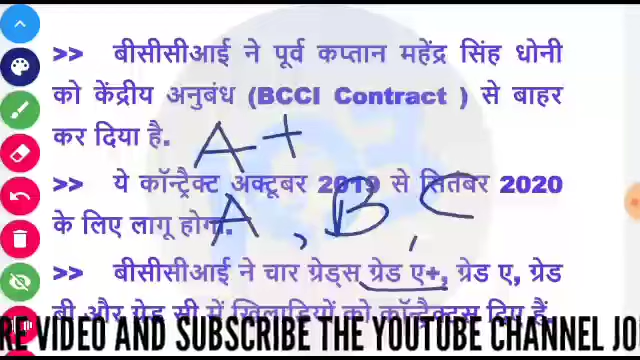 >> बीसीसीआई ने पूर्व कप्तान महेंद्र सिंह धोनी
को केंद्रीय अनुबंध (BCCI Contract ) से बाहर
कर दिया है.
A+
>> ये कॉन्ट्रैक्ट अक्टूबर 2019 से सितंबर 2020
के लिए लागू होगा.
A, B, C
>> बीसीसीआई ने चार ग्रेड्स ग्रेड ए+, ग्रेड ए, ग्रेड
बी और ग्रेड सी में खिलाड़ियों को कॉन्ट्रैक्ट्स दिए हैं.
RE VIDEO AND SUBSCRIBE THE YOUTUBE CHANNEL JO